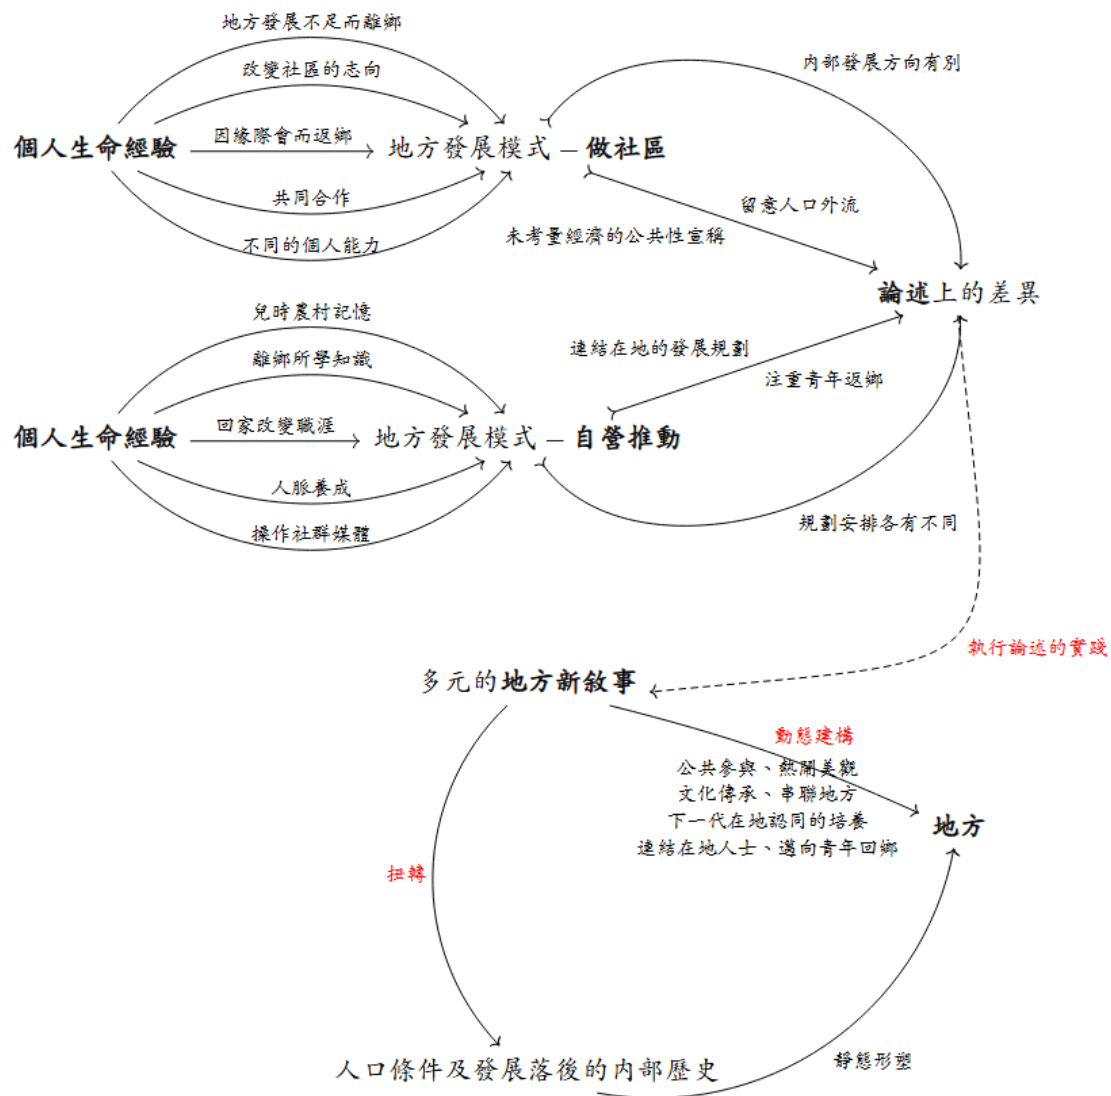 地方發展不足而離鄉
改變社區的志向
個人生命經驗 因緣際會而返鄉 地方發展模式 – 做社區
共同合作
不同的個人能力
內部發展方向有別
留意人口外流
未考量經濟的公共性宣稱
論述上的差異
兒時農村記憶
離鄉所學知識
個人生命經驗 回家改變職涯 地方發展模式 – 自營推動
人脈養成
操作社群媒體
連結在地的發展規劃
注重青年返鄉
規劃安排各有不同
執行論述的實踐
多元的地方新敘事
動態建構
公共參與、熱鬧美觀
文化傳承、串聯地方
下一代在地認同的培養
連結在地人士、邁向青年回鄉
地方
扭轉
人口條件及發展落後的內部歷史
靜態形塑